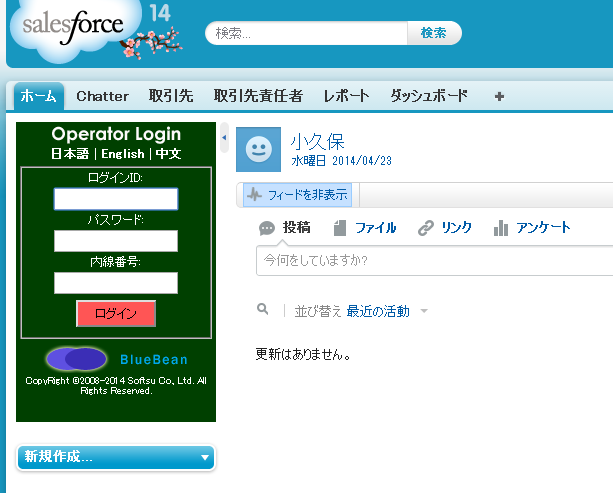 salesforce 14
検索... 検索
ホーム Chatter 取引先 取引先責任者 レポート ダッシュボード +
Operator Login
日本語 | English | 中文
ログインID:
パスワード:
内線番号:
ログイン
BlueBean
CopyRight ©2008-2014 Softsu Co., Ltd. All
Rights Reserved.
新規作成...
小久保
水曜日 2014/04/23
フィードを非表示
投稿 ファイル リンク アンケート
今何をしていますか?
並び替え 最近の活動
更新はありません。